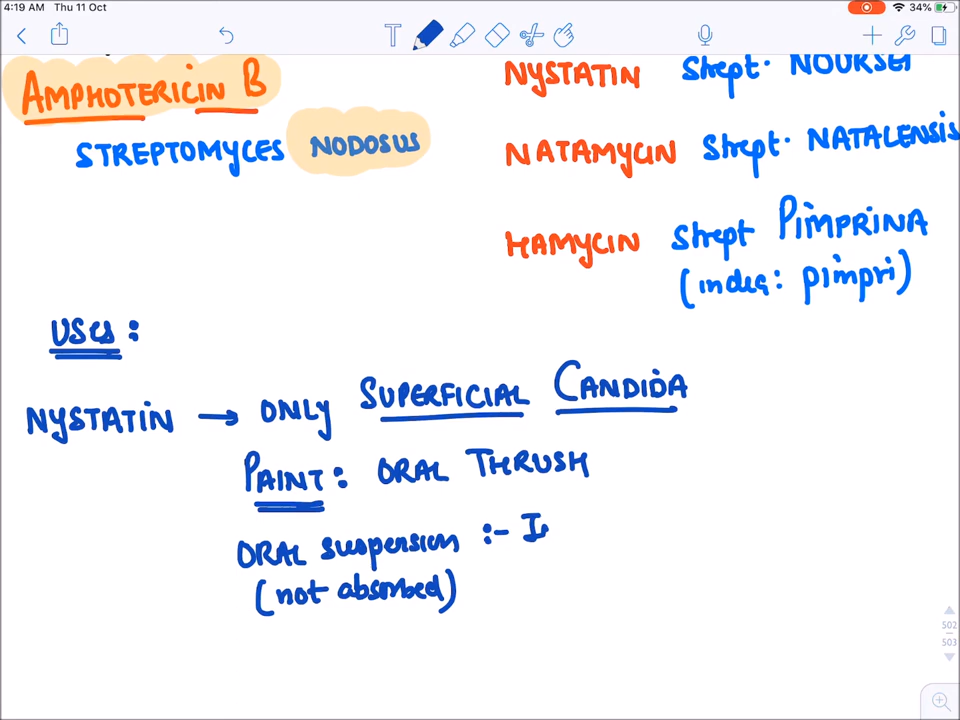 4:19 AM Thu 11 Oct
34%
AMPHOTERICIN B
STREPTOMYCES NODOSUS
NYSTATIN Strept. NOURSEI
NATAMYCIN Strept. NATALENSIS
HAMYCIN Strept PIMPRINA
(india: pimpri)
USES:
NYSTATIN → ONLY SUPERFICIAL CANDIDA
PAINT: ORAL THRUSH
ORAL suspension :- I
(not absorbed)
502
503